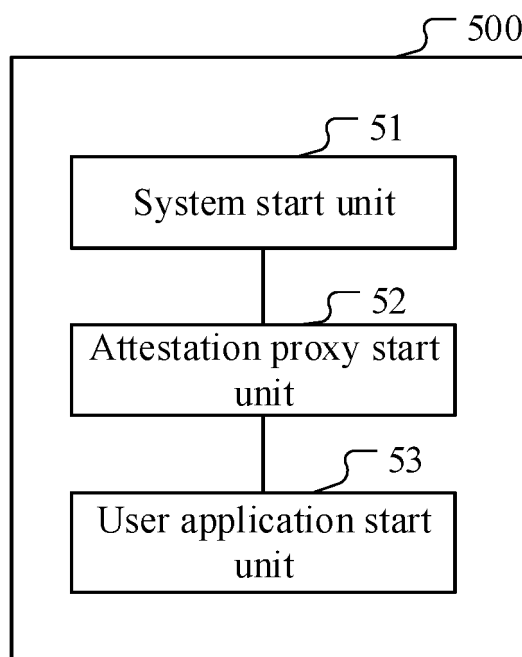 500
51
System start unit
52
Attestation proxy start
unit
53
User application start
unit